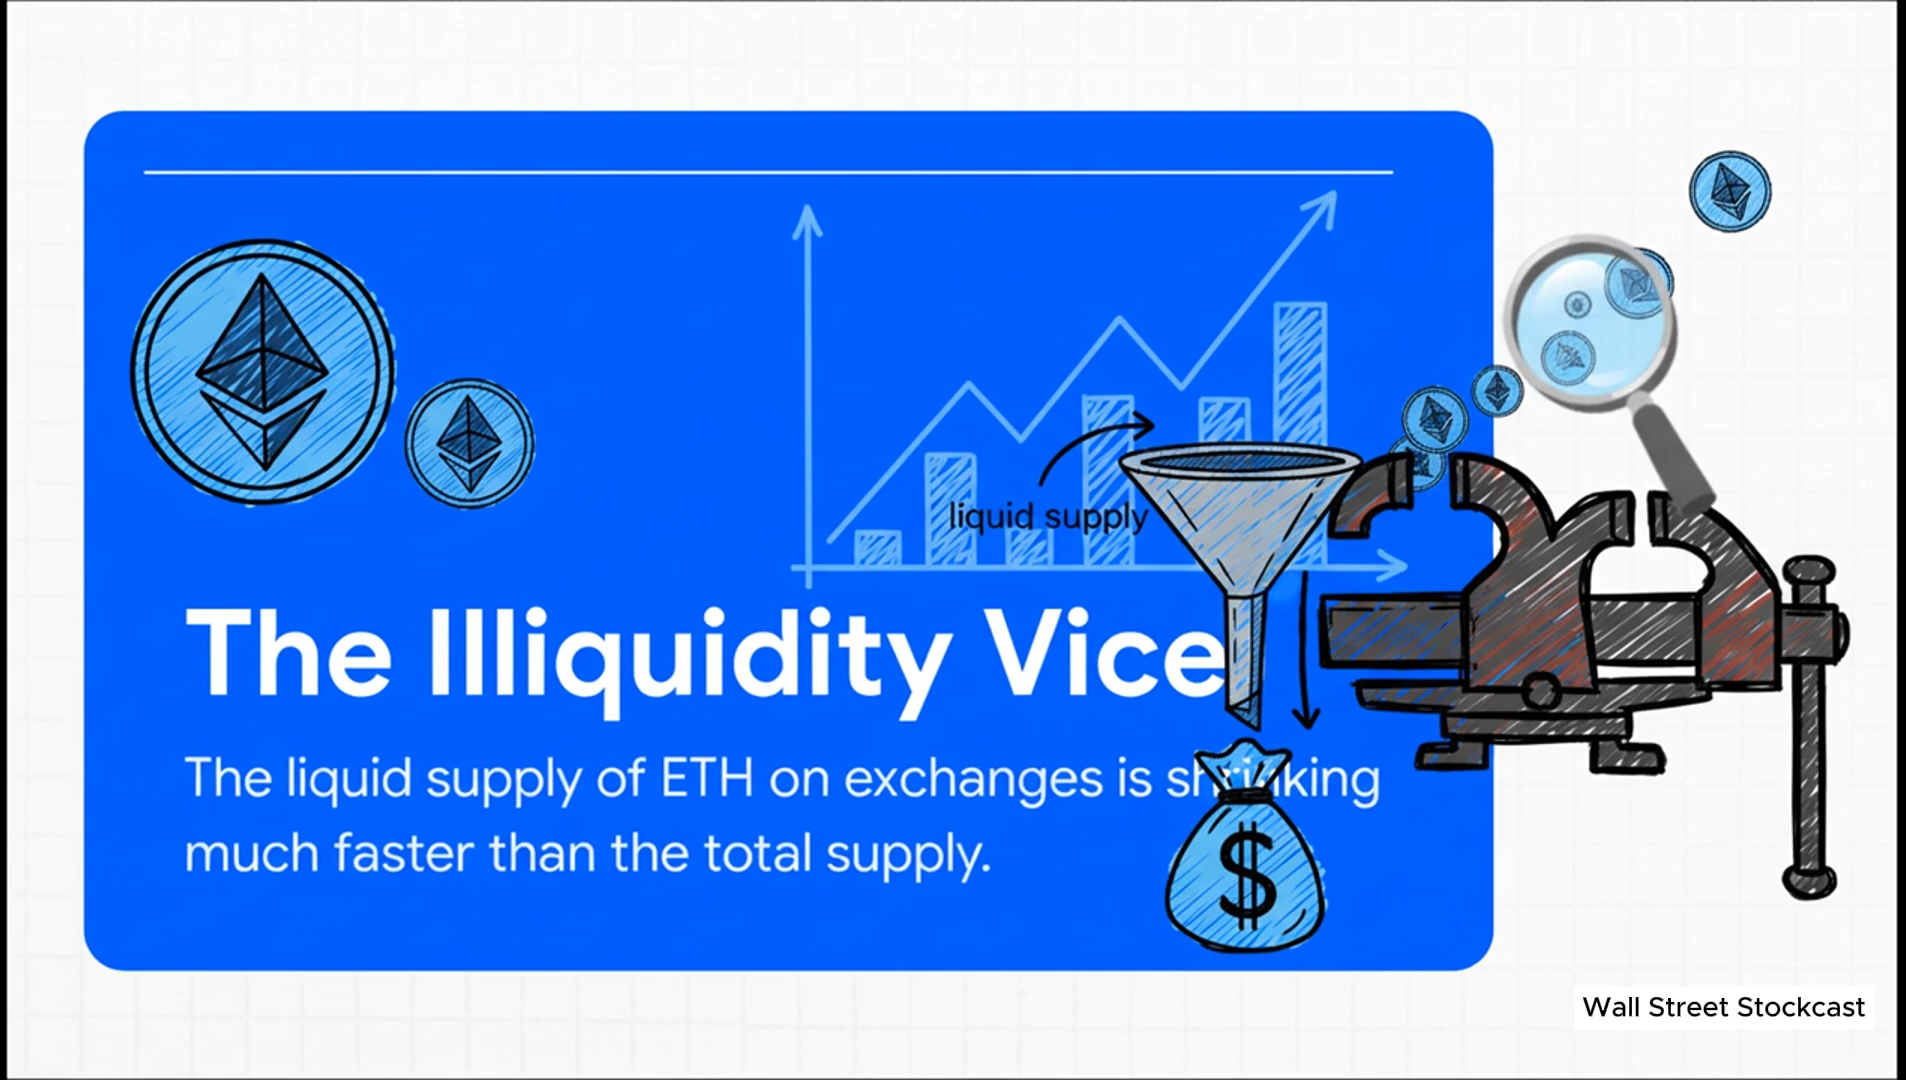 liquid supply
The Illiquidity Vice
The liquid supply of ETH on exchanges is shrinking
much faster than the total supply.
$
Wall Street Stockcast